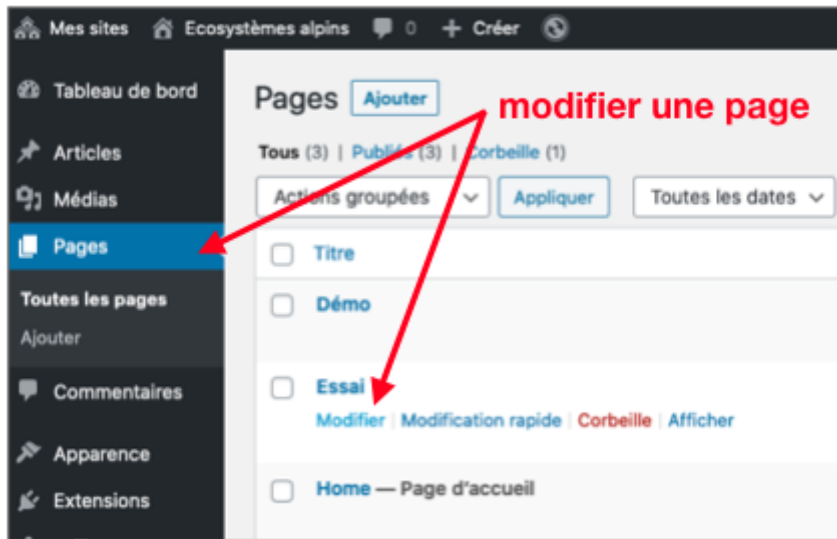 Mes sites Ecosystèmes alpins 0 + Créer
Tableau de bord
Articles
Médias
Pages
Toutes les pages
Ajouter
Commentaires
Apparence
Extensions
Pages Ajouter
modifier une page
Tous (3) | Publiés (3) | Corbeille (1)
Actions groupées Appliquer Toutes les dates
Titre
Démo
Essai
Modifier | Modification rapide | Corbeille | Afficher
Home — Page d'accueil